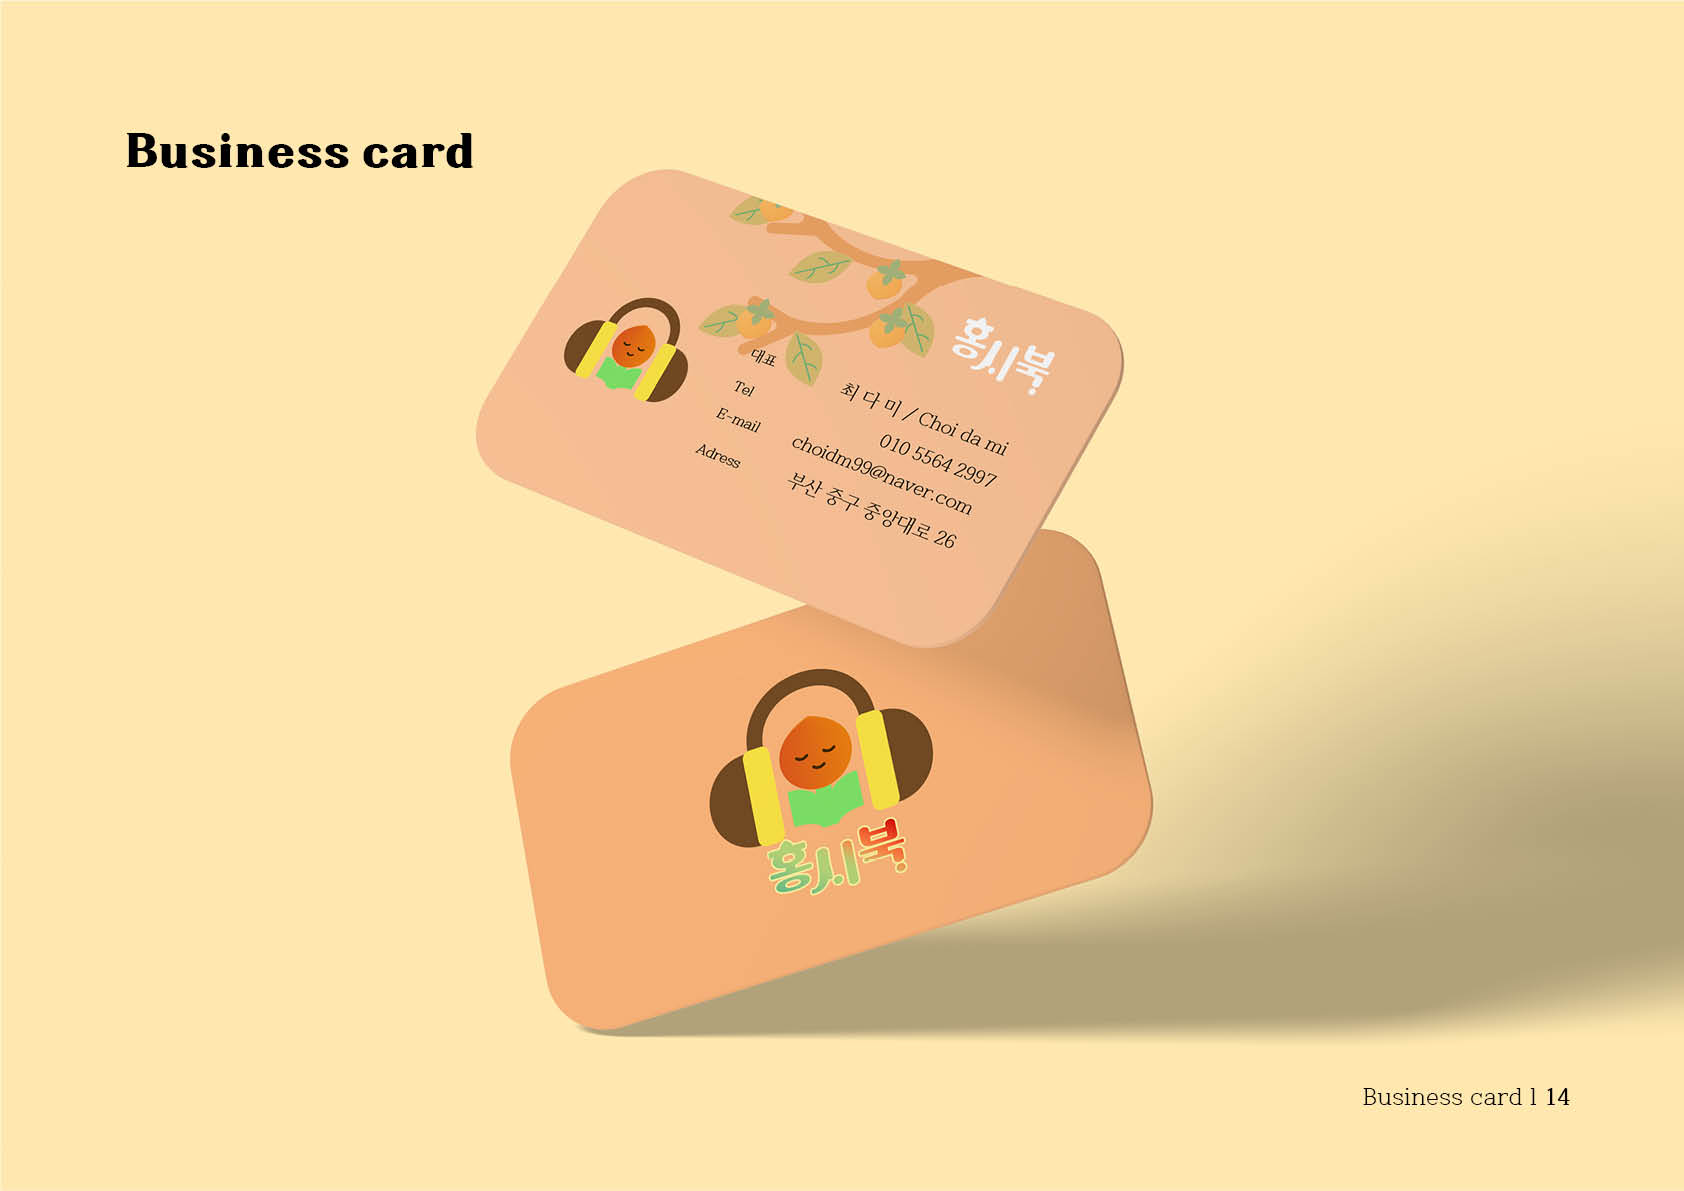 Business card
홍시북
대표
최 다 미 / Choi da mi
Tel
010 5564 2997
E-mail
choidm99@naver.com
Adress
부산 중구 중앙대로 26
홍시북
Business card l 14